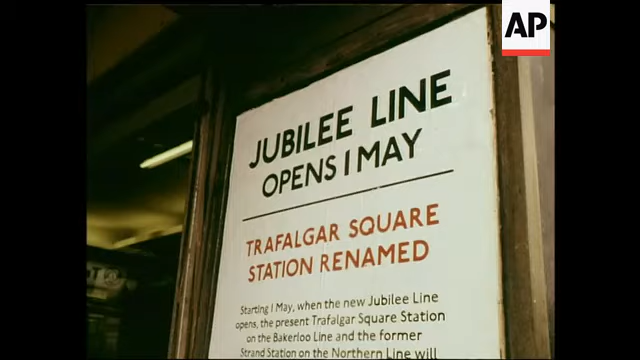 AP
JUBILEE LINE
OPENS 1 MAY
TRAFALGAR SQUARE
STATION RENAMED
Starting 1 May, when the new Jubilee Line
opens, the present Trafalgar Square Station
on the Bakerloo Line and the former
Strand Station on the Northern Line will